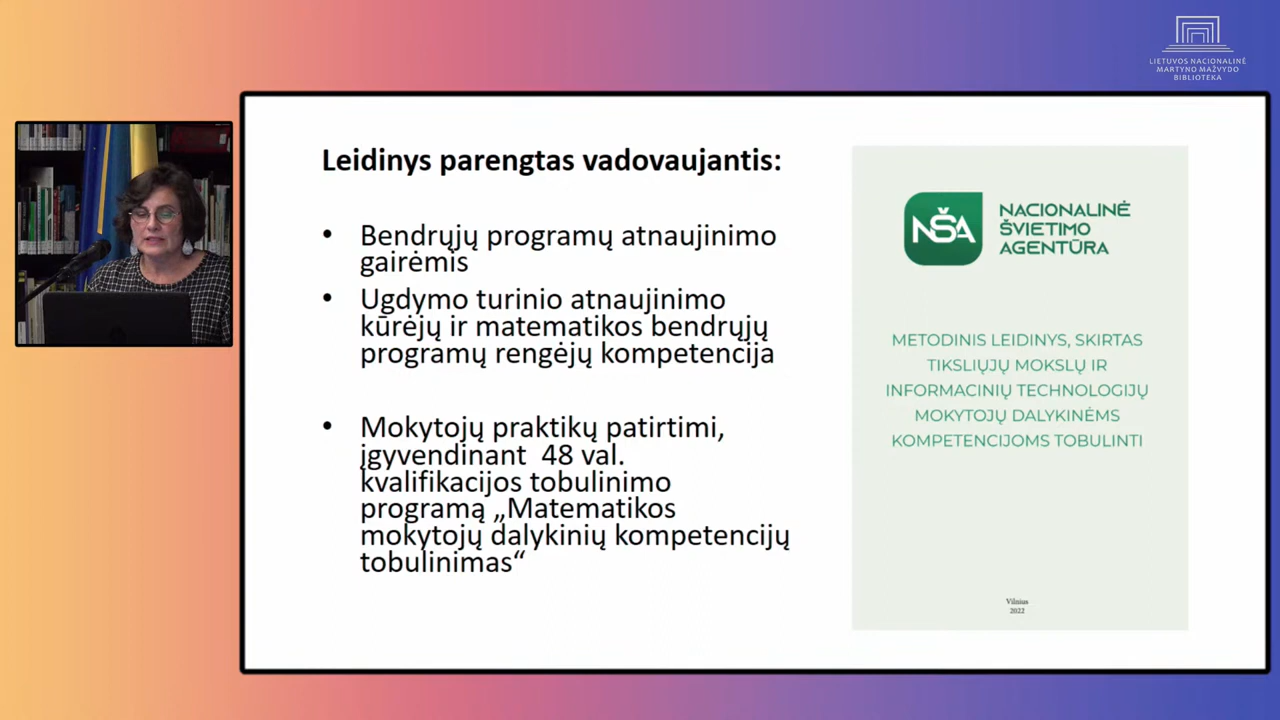 LIETUVOS NACIONALINĖ
MARTYNO MAŽVYDO
BIBLIOTEKA
Leidinys parengtas vadovaujantis:
• Bendrųjų programų atnaujinimo
gairėmis
• Ugdymo turinio atnaujinimo
kūrėjų ir matematikos bendrųjų
programų rengėjų kompetencija
• Mokytojų praktikų patirtimi,
įgyvendinant 48 val.
kvalifikacijos tobulinimo
programą „Matematikos
mokytojų dalykinių kompetencijų
tobulinimas“
NŠA
NACIONALINĖ
ŠVIETIMO
AGENTŪRA
METODINIS LEIDINYS, SKIRTAS
TIKSLIŲJŲ MOKSLŲ IR
INFORMACINIŲ TECHNOLOGIJŲ
MOKYTOJŲ DALYKINĖMS
KOMPETENCIJOMS TOBULINTI
Vilnius
2022